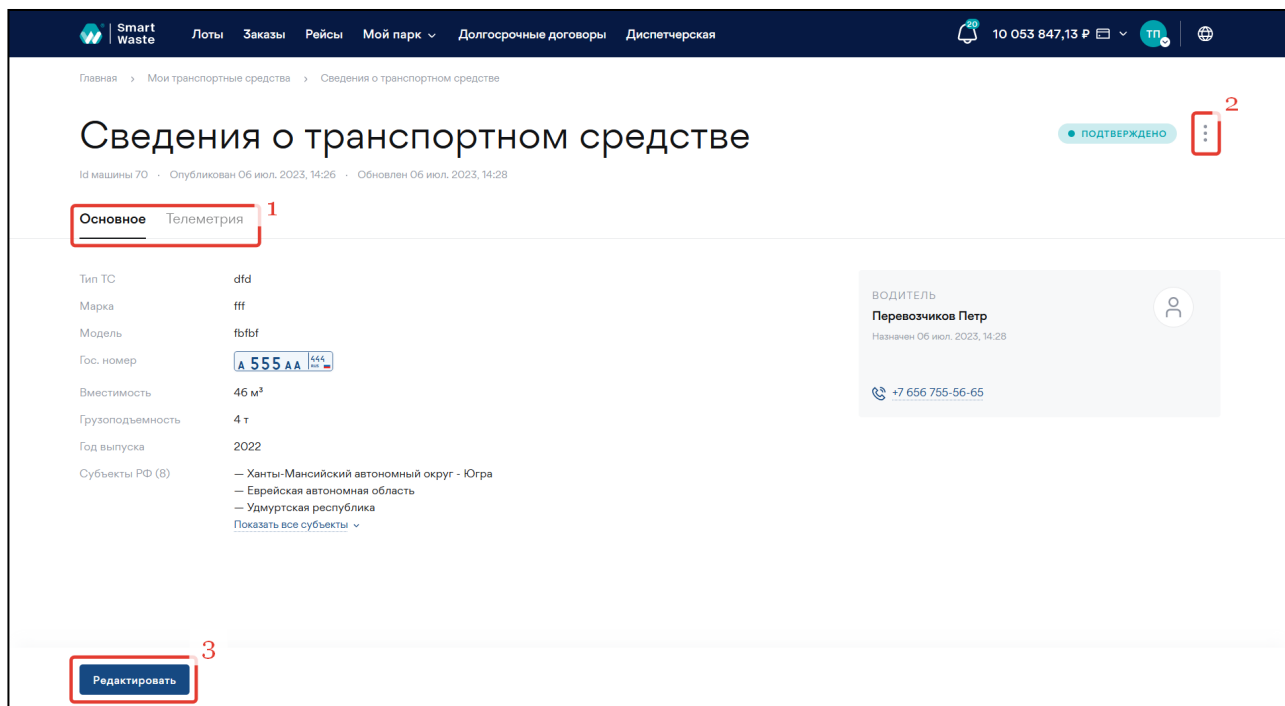 Smart Waste Лоты Заказы Рейсы Мой парк Долгосрочные договоры Диспетчерская 20 10 053 847,13 ₽ ТП
Главная > Мои транспортные средства > Сведения о транспортном средстве
2
Сведения о транспортном средстве ПОДТВЕРЖДЕНО
Id машины 70 · Опубликован 06 июл. 2023, 14:26 · Обновлен 06 июл. 2023, 14:28
Основное Телеметрия 1
Тип ТС dfd
Марка fff
Модель fbfbf
Гос. номер А 555 АА 444 RUS
Вместимость 46 м³
Грузоподъемность 4 т
Год выпуска 2022
Субъекты РФ (8) — Ханты-Мансийский автономный округ - Югра
— Еврейская автономная область
— Удмуртская республика
Показать все субъекты
ВОДИТЕЛЬ
Перевозчиков Петр
Назначен 06 июл. 2023, 14:28
+7 656 755-56-65
3
Редактировать